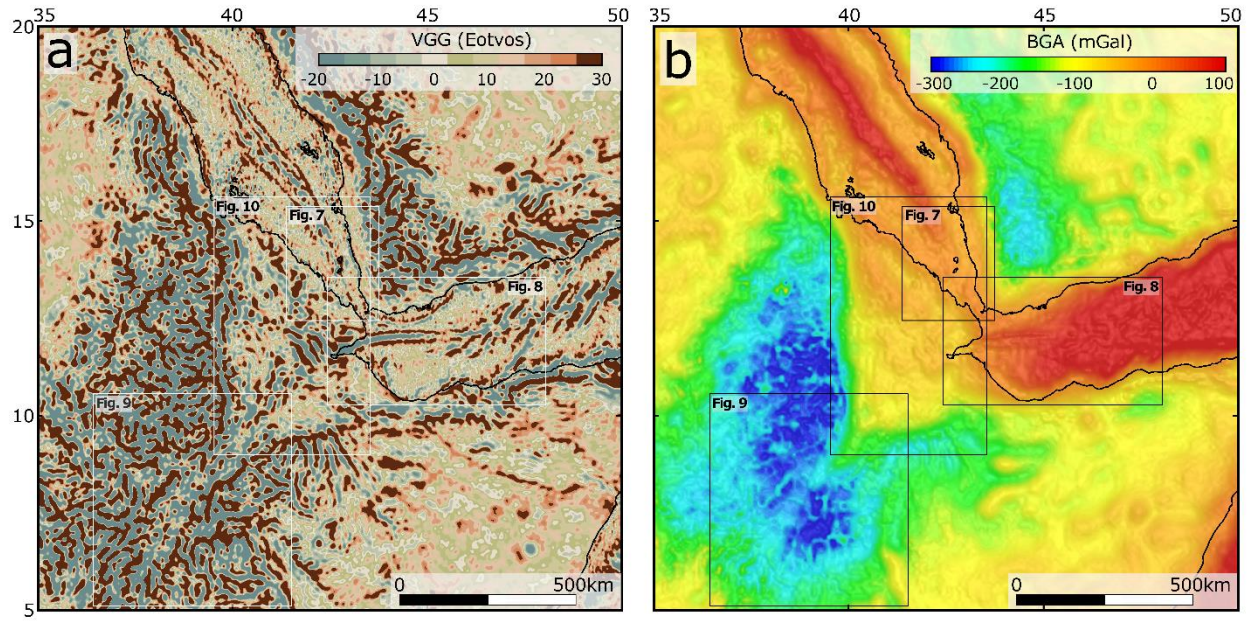 35 40 45 50
20
15
10
5
a
VGG (Eotvos)
-20 -10 0 10 20 30
Fig. 10
Fig. 7
Fig. 8
Fig. 9
0 500km
35 40 45 50
b
BGA (mGal)
-300 -200 -100 0 100
Fig. 10
Fig. 7
Fig. 8
Fig. 9
0 500km